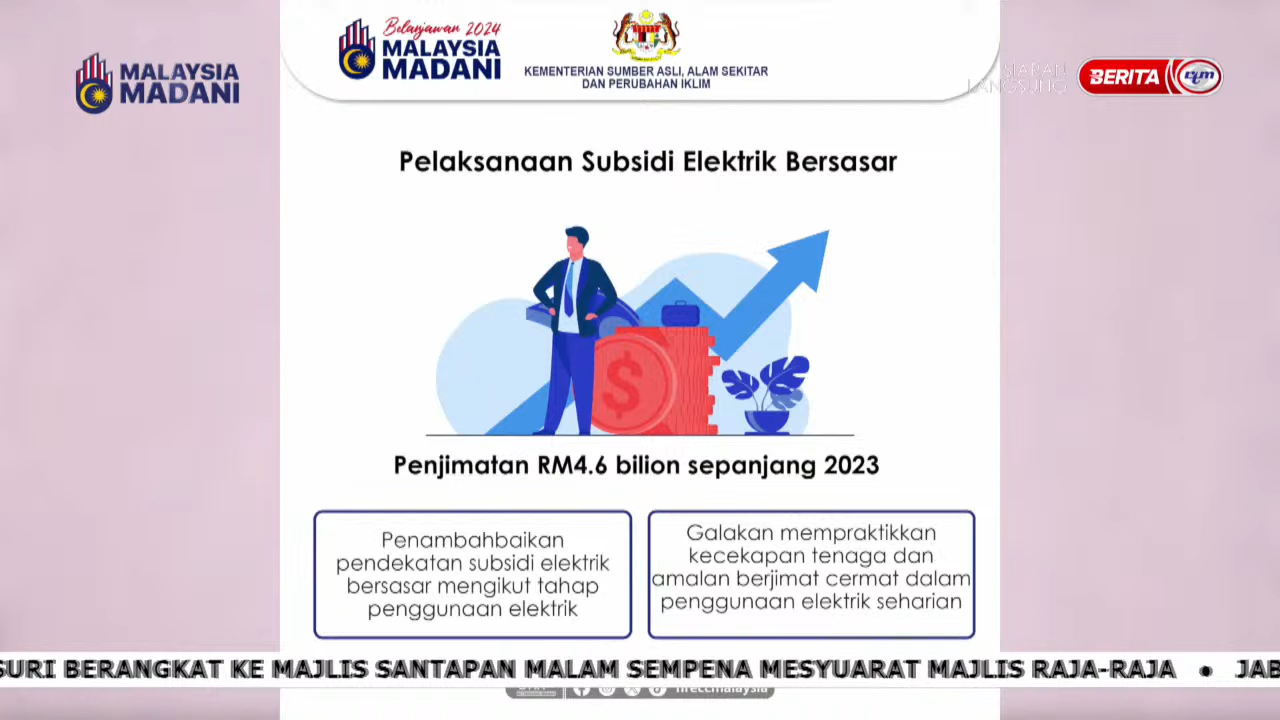 Belanjawan 2024
MALAYSIA
MADANI
KEMENTERIAN SUMBER ASLI, ALAM SEKITAR
DAN PERUBAHAN IKLIM
MALAYSIA
MADANI
SIARAN
LANGSUNG
BERITA
Pelaksanaan Subsidi Elektrik Bersasar
$
Penjimatan RM4.6 bilion sepanjang 2023
Penambahbaikan
pendekatan subsidi elektrik
bersasar mengikut tahap
penggunaan elektrik
Galakan mempraktikkan
kecekapan tenaga dan
amalan berjimat cermat dalam
penggunaan elektrik seharian
SURI BERANGKAT KE MAJLIS SANTAPAN MALAM SEMPENA MESYUARAT MAJLIS RAJA-RAJA • JAB